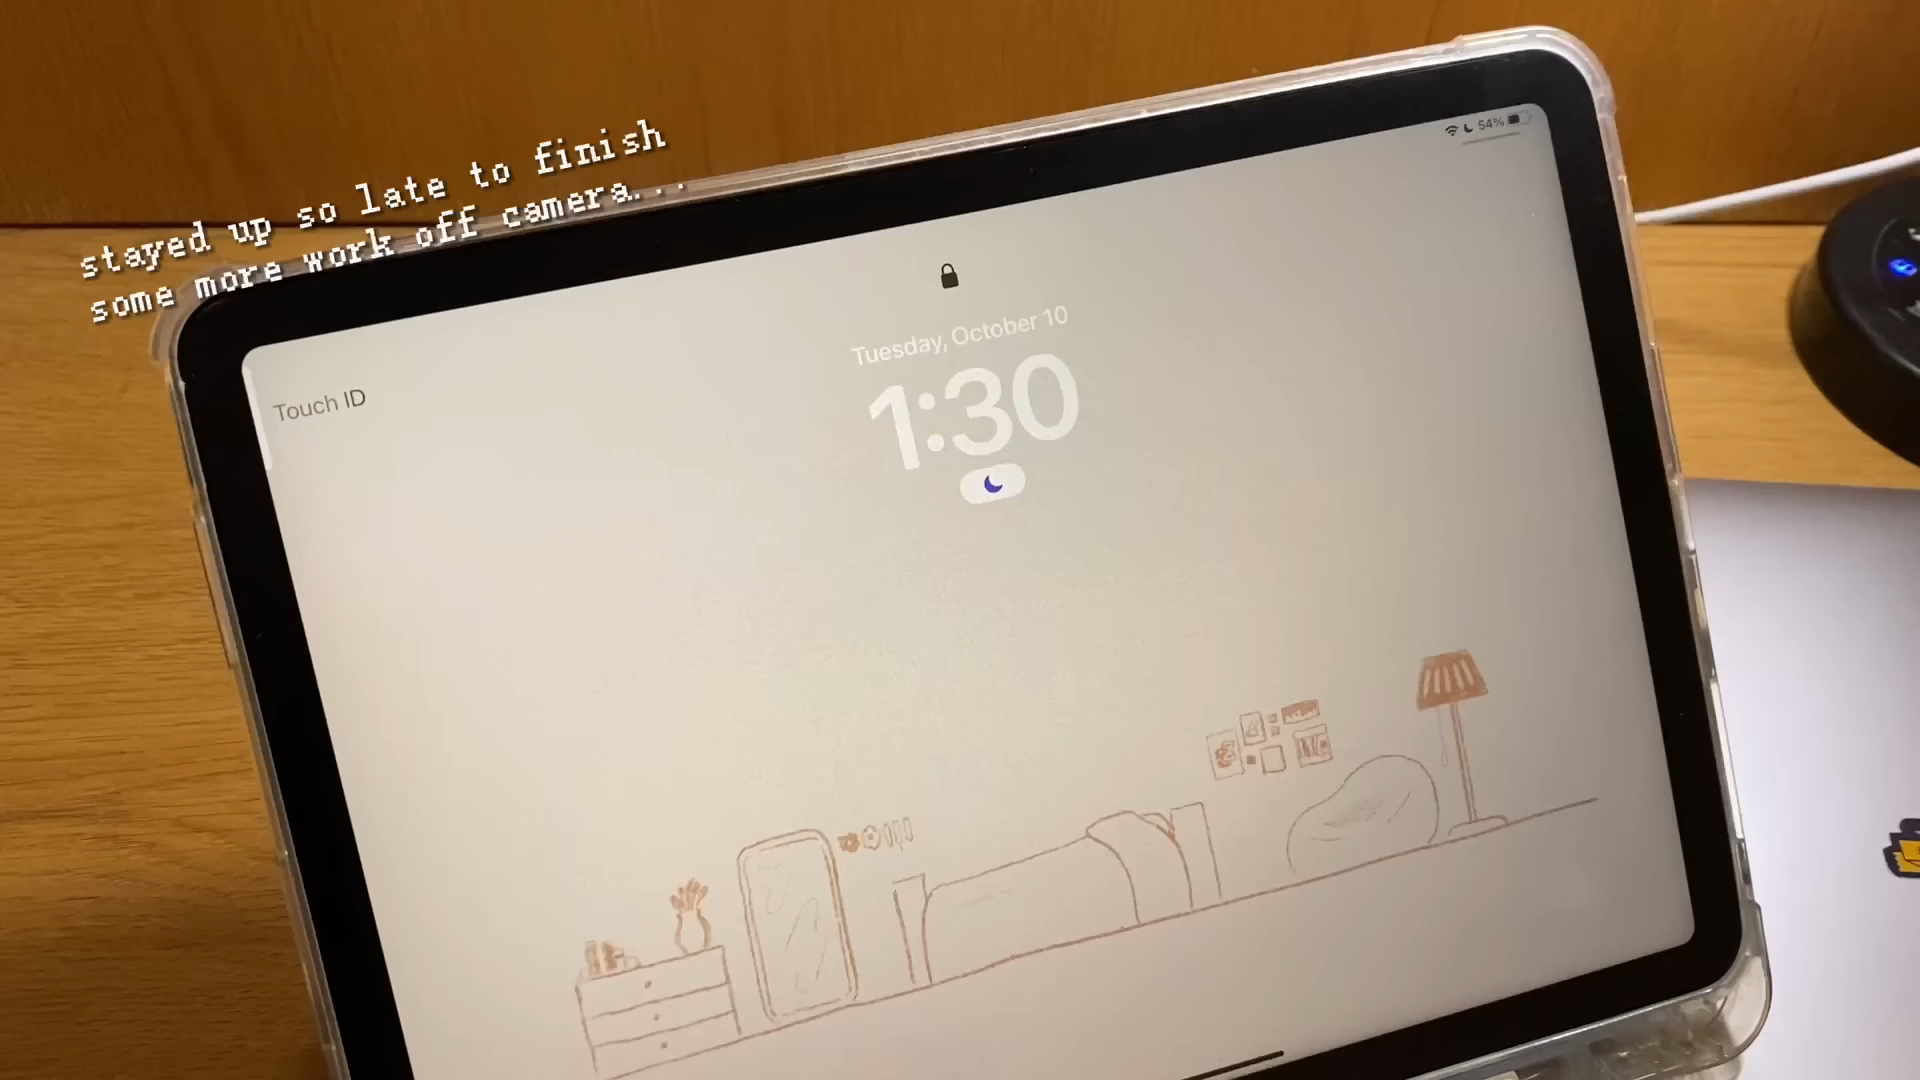 stayed up so late to finish
some more work off camera...
54%
Touch ID
Tuesday, October 10
1:30